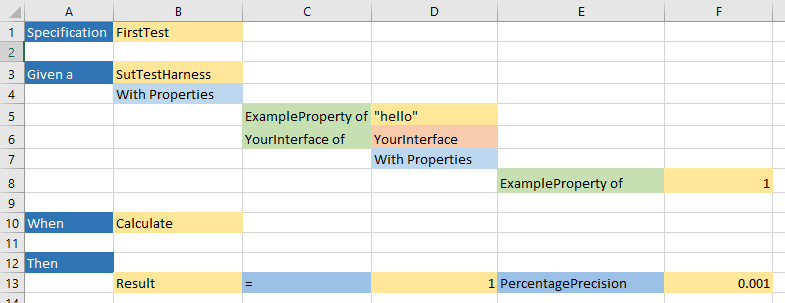 A B C D E F
1 Specification FirstTest
2
3 Given a SutTestHarness
4 With Properties
5 ExampleProperty of "hello"
6 YourInterface of YourInterface
7 With Properties
8 ExampleProperty of 1
9
10 When Calculate
11
12 Then
13 Result = 1 PercentagePrecision 0.001